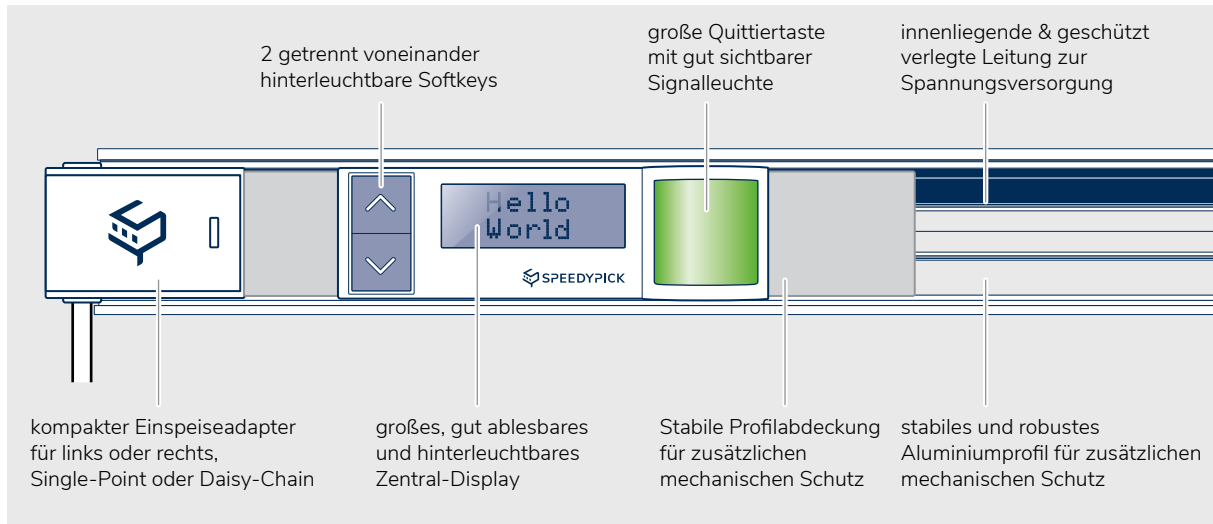 2 getrennt voneinander
hinterleuchtbare Softkeys
große Quittiertaste
mit gut sichtbarer
Signalleuchte
innenliegende & geschützt
verlegte Leitung zur
Spannungsversorgung
Hello
World
SPEEDYPICK
kompakter Einspeiseadapter
für links oder rechts,
Single-Point oder Daisy-Chain
großes, gut ablesbares
und hinterleuchtbares
Zentral-Display
Stabile Profilabdeckung
für zusätzlichen
mechanischen Schutz
stabiles und robustes
Aluminiumprofil für zusätzlichen
mechanischen Schutz